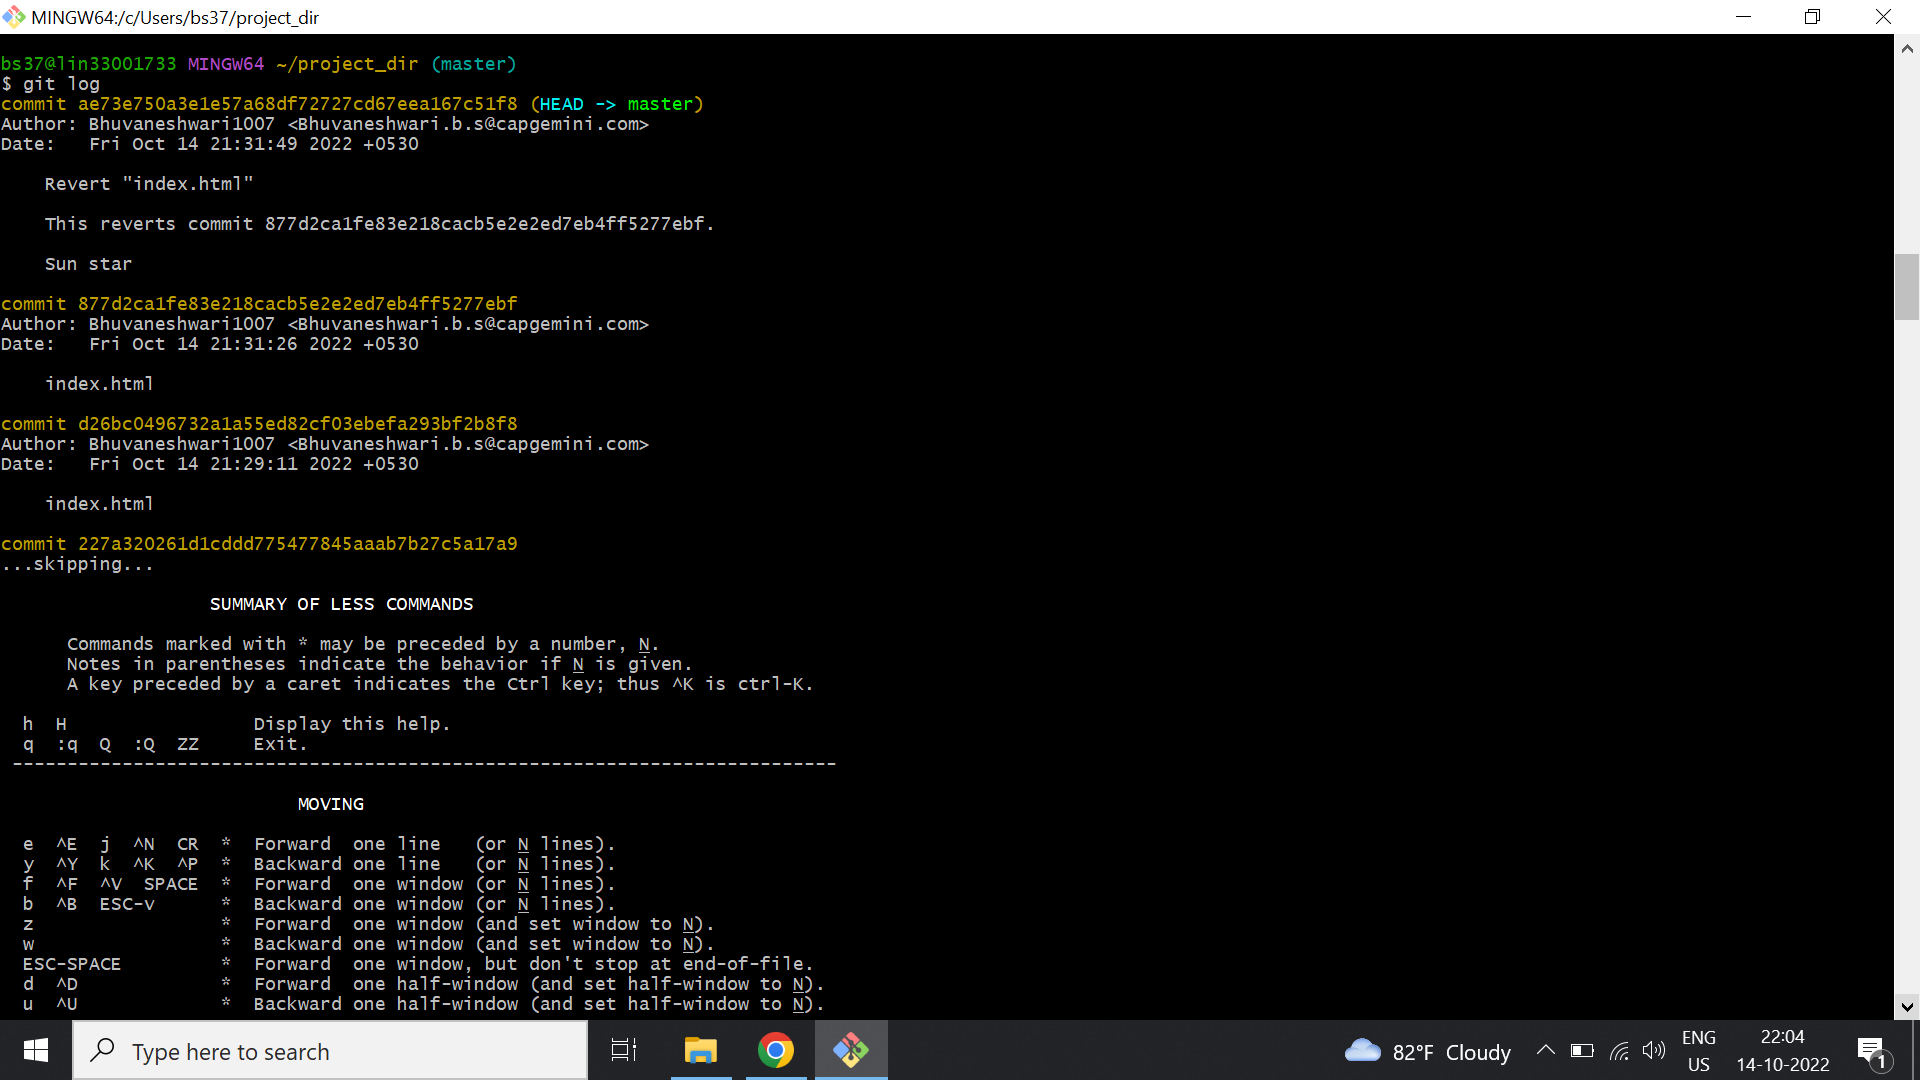 MINGW64:/c/Users/bs37/project_dir
bs37@lin33001733 MINGW64 ~/project_dir (master)
$ git log
commit ae73e750a3e1e57a68df72727cd67eea167c51f8 (HEAD -> master)
Author: Bhuvaneshwari1007 <Bhuvaneshwari.b.s@capgemini.com>
Date:   Fri Oct 14 21:31:49 2022 +0530
    Revert "index.html"
    This reverts commit 877d2ca1fe83e218cacb5e2e2ed7eb4ff5277ebf.
    Sun star
commit 877d2ca1fe83e218cacb5e2e2ed7eb4ff5277ebf
Author: Bhuvaneshwari1007 <Bhuvaneshwari.b.s@capgemini.com>
Date:   Fri Oct 14 21:31:26 2022 +0530
    index.html
commit d26bc0496732a1a55ed82cf03ebefa293bf2b8f8
Author: Bhuvaneshwari1007 <Bhuvaneshwari.b.s@capgemini.com>
Date:   Fri Oct 14 21:29:11 2022 +0530
    index.html
commit 227a320261d1cddd775477845aaab7b27c5a17a9
...skipping...
                   SUMMARY OF LESS COMMANDS
      Commands marked with * may be preceded by a number, N.
      Notes in parentheses indicate the behavior if N is given.
      A key preceded by a caret indicates the Ctrl key; thus ^K is ctrl-K.
  h  H                 Display this help.
  q  :q  Q  :Q  ZZ     Exit.
 ---------------------------------------------------------------------------
                           MOVING
  e  ^E  j  ^N  CR  *  Forward  one line   (or N lines).
  y  ^Y  k  ^K  ^P  *  Backward one line   (or N lines).
  f  ^F  ^V  SPACE  *  Forward  one window (or N lines).
  b  ^B  ESC-v      *  Backward one window (or N lines).
  z                 *  Forward  one window (and set window to N).
  w                 *  Backward one window (and set window to N).
  ESC-SPACE         *  Forward  one window, but don't stop at end-of-file.
  d  ^D             *  Forward  one half-window (and set half-window to N).
  u  ^U             *  Backward one half-window (and set half-window to N).
Type here to search
82°F Cloudy
ENG
US
22:04
14-10-2022
1